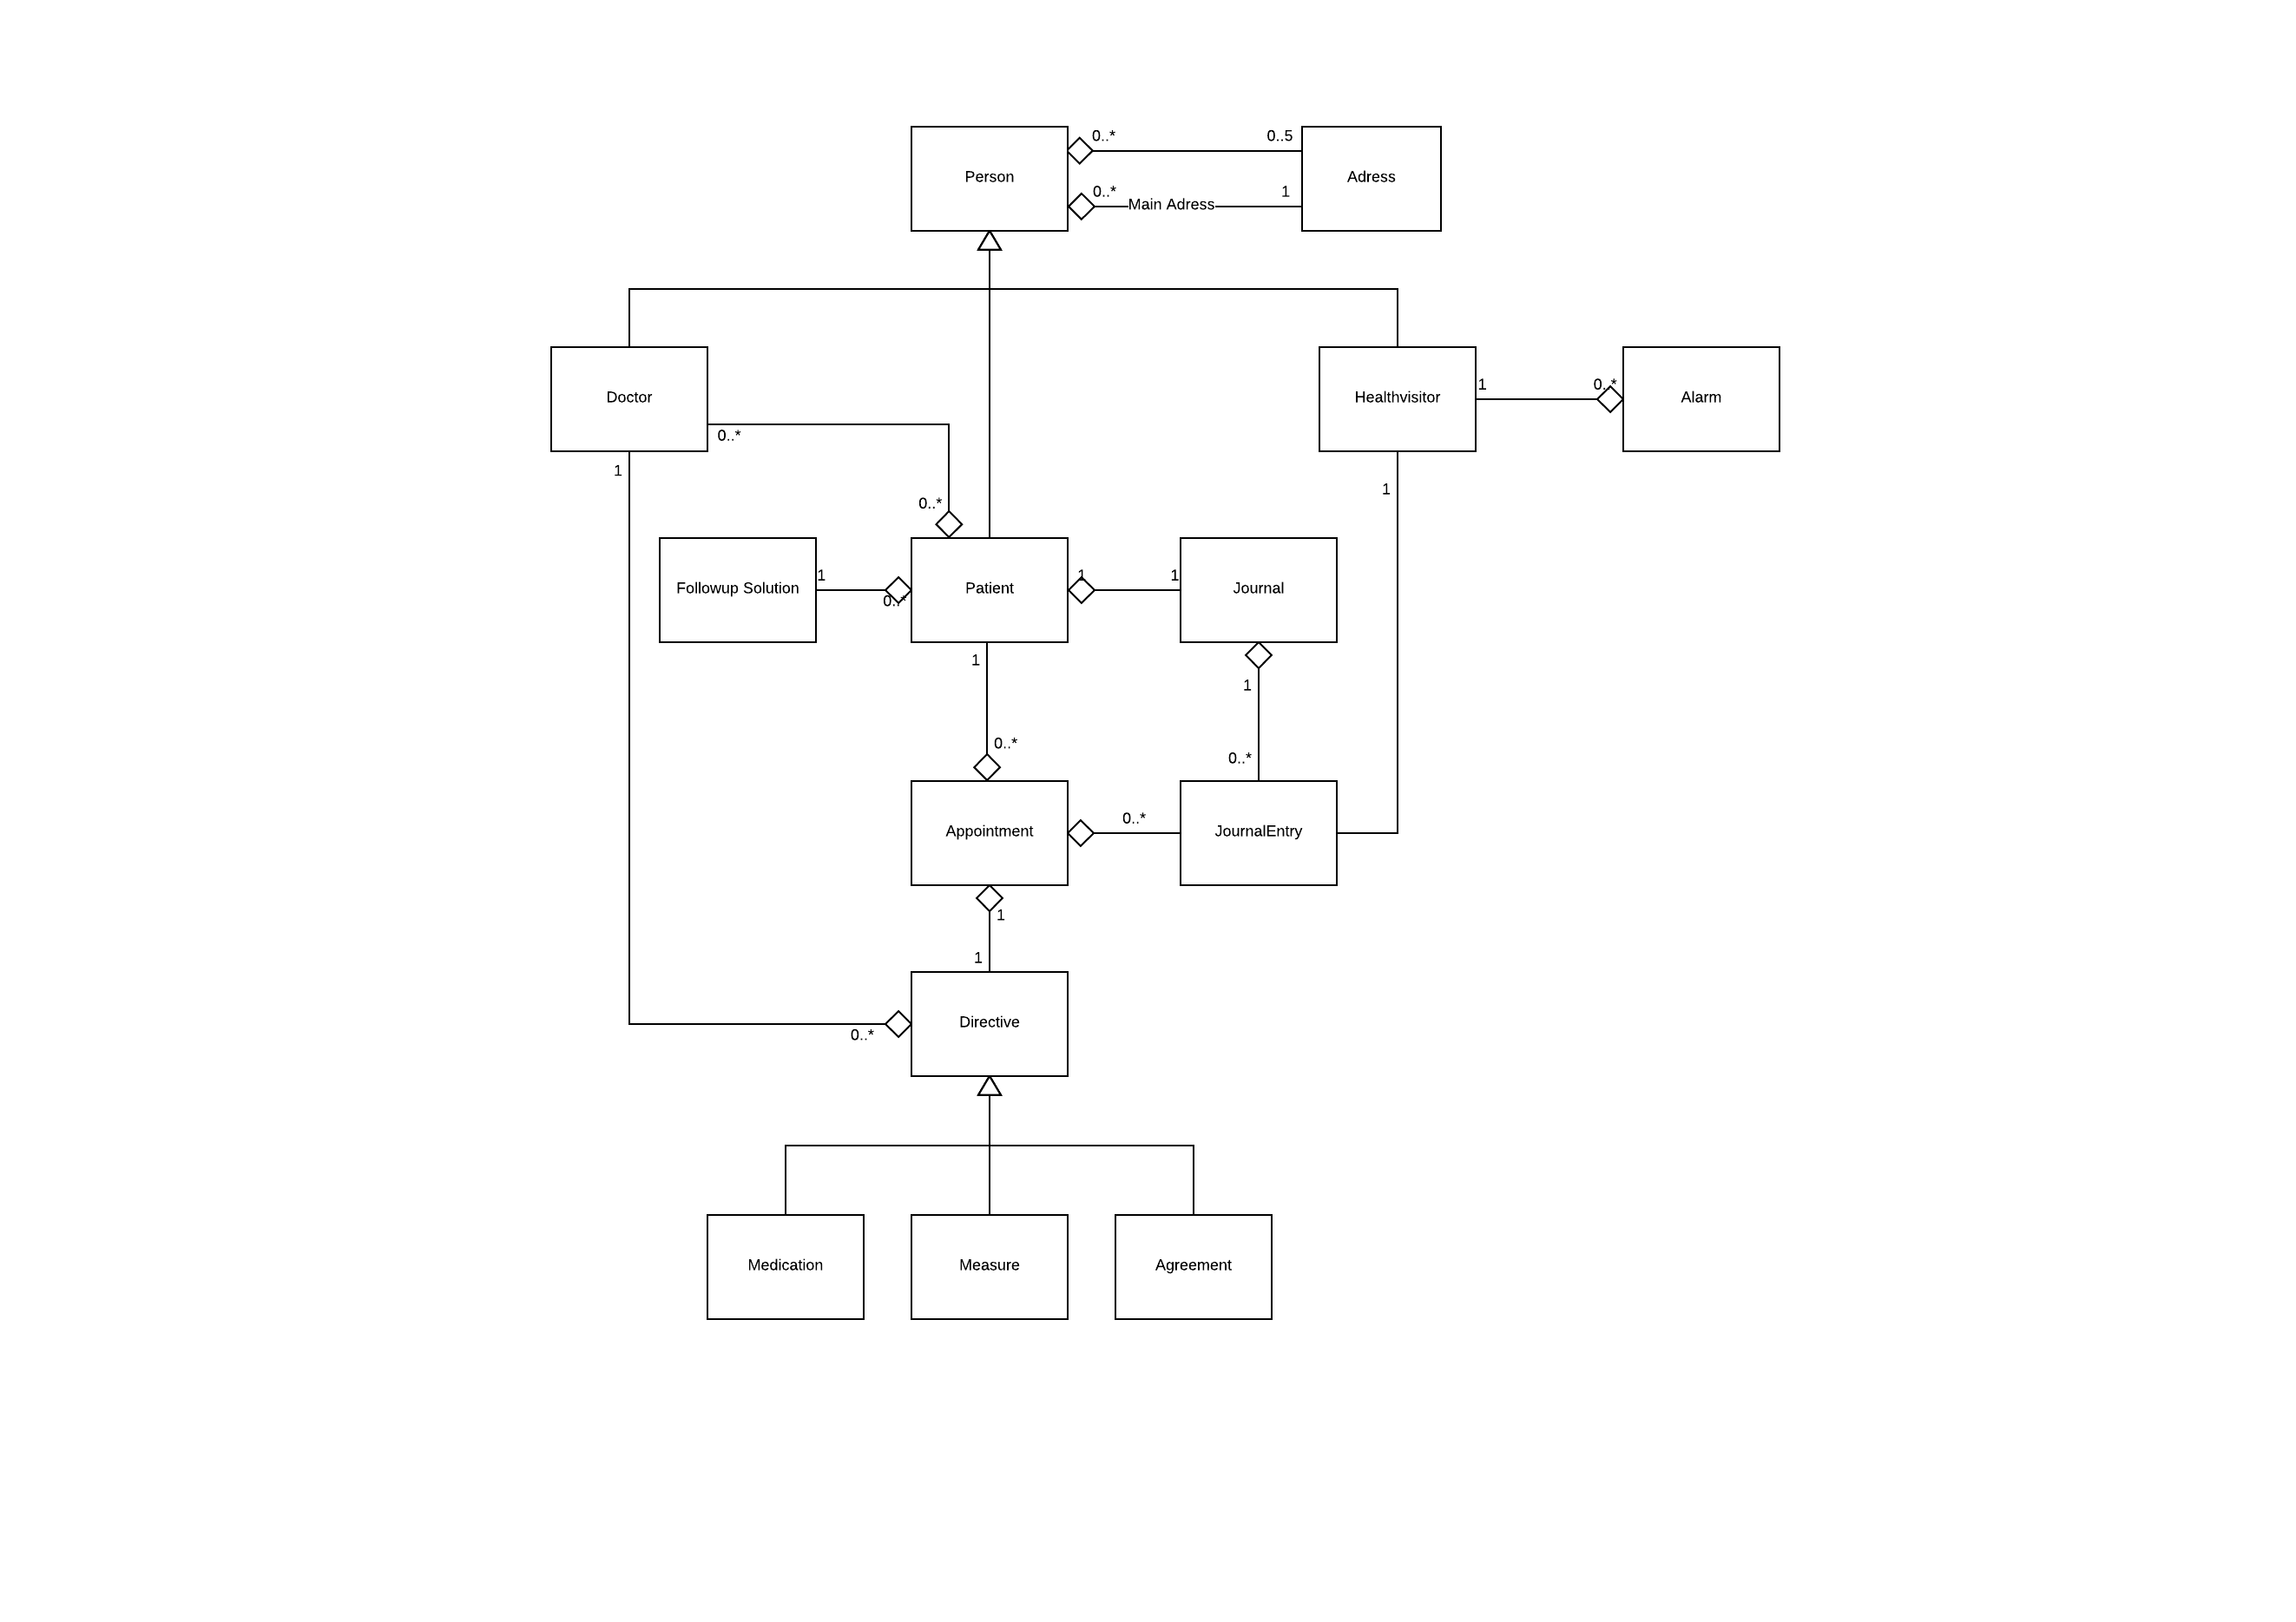 0..*
0..5
Person
Adress
0..*
Main Adress
1
Doctor
0..*
1
Healthvisitor
1
0..*
Alarm
1
0..*
Followup Solution
1
0..*
Patient
1
1
Journal
1
0..*
1
0..*
Appointment
0..*
JournalEntry
1
1
Directive
0..*
Medication
Measure
Agreement